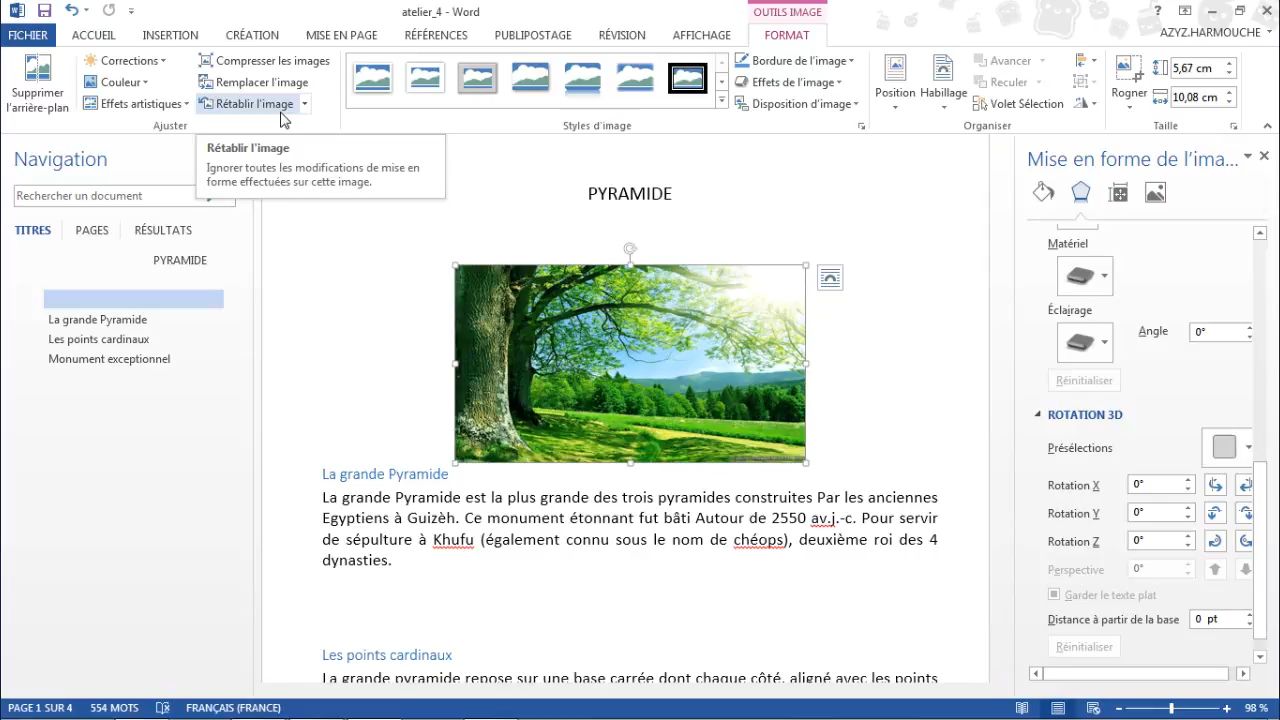 atelier_4 - Word
OUTILS IMAGE
?
FICHIER ACCUEIL INSERTION CRÉATION MISE EN PAGE RÉFÉRENCES PUBLIPOSTAGE RÉVISION AFFICHAGE FORMAT AZYZ.HARMOUCHE
Supprimer l'arrière-plan
Corrections
Couleur
Effets artistiques
Compresser les images
Remplacer l'image
Rétablir l'image
Ajuster
Styles d'image
Bordure de l'image
Effets de l'image
Disposition d'image
Position
Habillage
Avancer
Reculer
Volet Sélection
Organiser
Rogner
5,67 cm
10,08 cm
Taille
Rétablir l'image
Ignorer toutes les modifications de mise en
forme effectuées sur cette image.
Navigation
Rechercher un document
TITRES PAGES RÉSULTATS
PYRAMIDE
La grande Pyramide
Les points cardinaux
Monument exceptionnel
PYRAMIDE
La grande Pyramide
La grande Pyramide est la plus grande des trois pyramides construites Par les anciennes
Egyptiens à Guizèh. Ce monument étonnant fut bâti Autour de 2550 av.j.-c. Pour servir
de sépulture à Khufu (également connu sous le nom de chéops), deuxième roi des 4
dynasties.
Les points cardinaux
La grande pyramide repose sur une base carrée dont chaque côté, aligné avec les points
Mise en forme de l'ima...
Matériel
Éclairage
Angle 0°
Réinitialiser
ROTATION 3D
Présélections
Rotation X 0°
Rotation Y 0°
Rotation Z 0°
Perspective 0°
Garder le texte plat
Distance à partir de la base 0 pt
Réinitialiser
PAGE 1 SUR 4 554 MOTS FRANÇAIS (FRANCE) 98 %